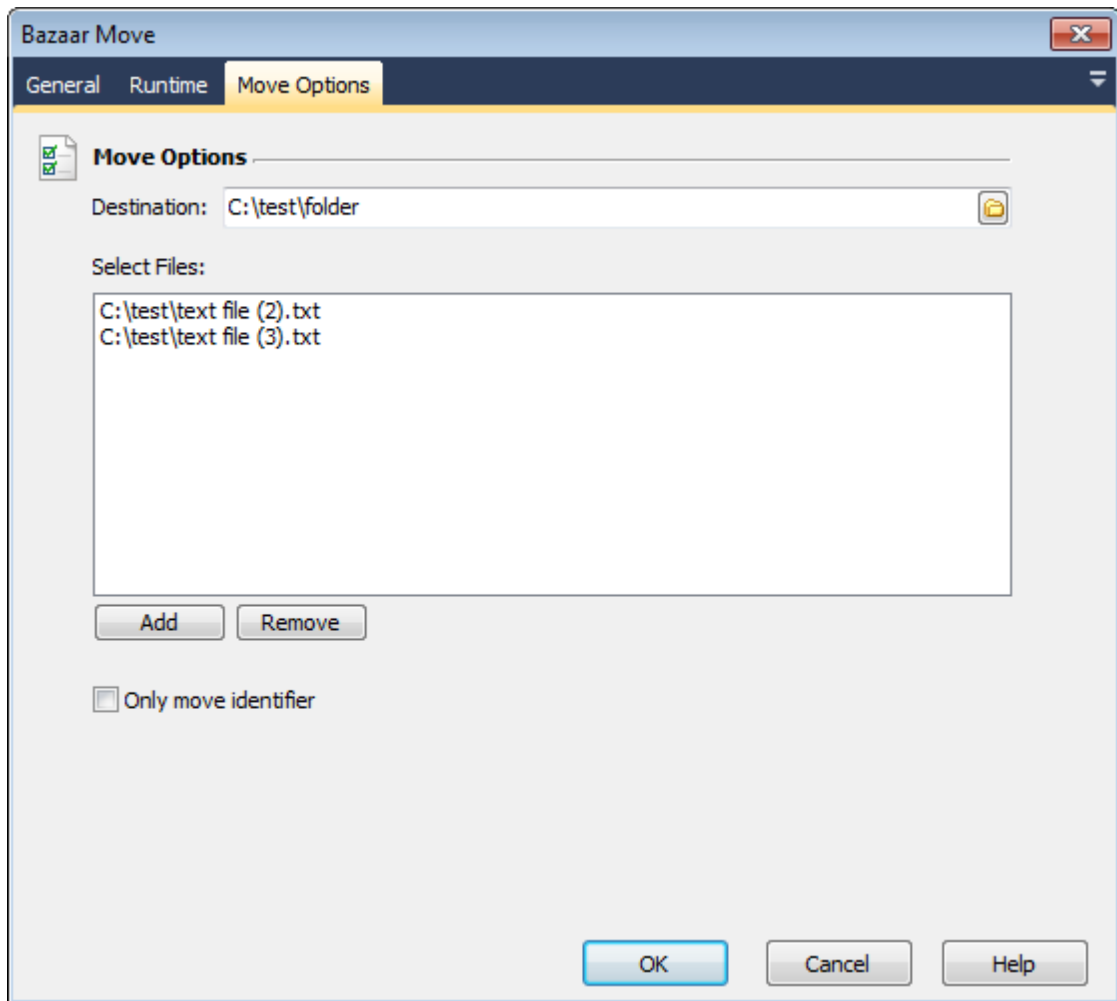 Bazaar Move
General Runtime Move Options
Move Options
Destination: C:\test\folder
Select Files:
C:\test\text file (2).txt
C:\test\text file (3).txt
Add Remove
Only move identifier
OK Cancel Help